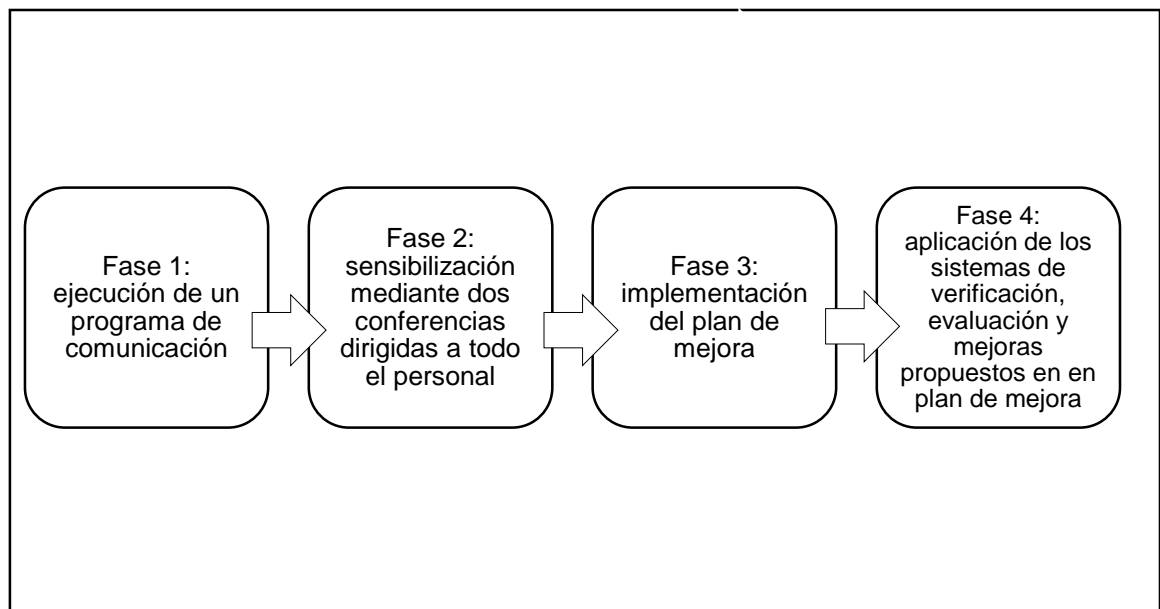 Fase 1:
ejecución de un
programa de
comunicación
Fase 2:
sensibilización
mediante dos
conferencias
dirigidas a todo
el personal
Fase 3:
implementación
del plan de
mejora
Fase 4:
aplicación de los
sistemas de
verificación,
evaluación y
mejoras
propuestos en en
plan de mejora